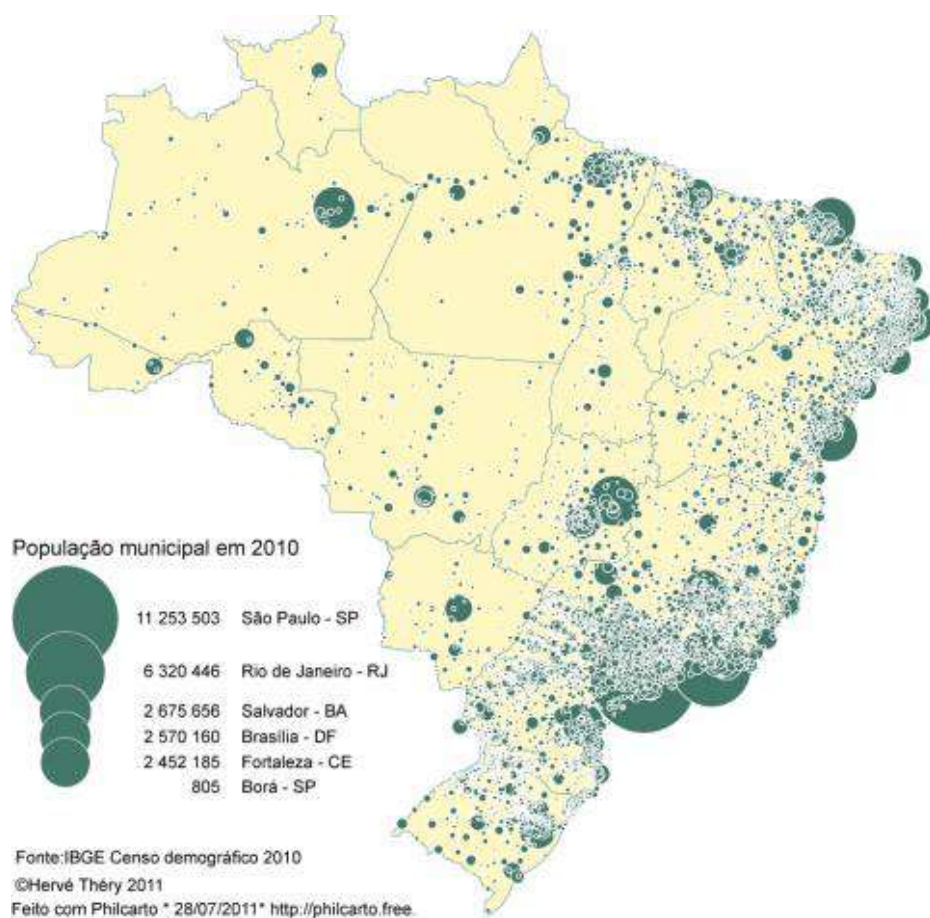 População municipal em 2010
11 253 503 São Paulo - SP
6 320 446 Rio de Janeiro - RJ
2 675 656 Salvador - BA
2 570 160 Brasília - DF
2 452 185 Fortaleza - CE
805 Borá - SP
Fonte:IBGE Censo demográfico 2010
©Hervé Théry 2011
Feito com Philcarto * 28/07/2011* http://philcarto.free.